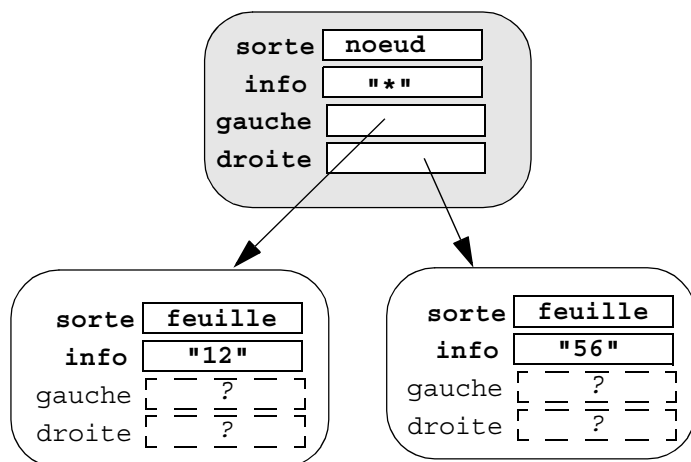 sorte noeud
info "*"
gauche
droite
sorte feuille
info "12"
gauche ?
droite ?
sorte feuille
info "56"
gauche ?
droite ?